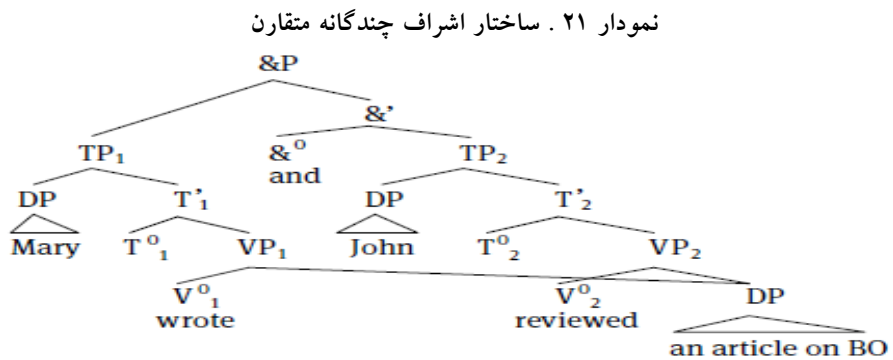 نمودار ۲۱ . ساختار اشراف چندگانه متقارن
&P
&’
TP₁ &⁰ TP₂
and
DP T’₁ DP T’₂
Mary T⁰₁ VP₁ John T⁰₂ VP₂
V⁰₁ V⁰₂ DP
wrote reviewed
an article on BO